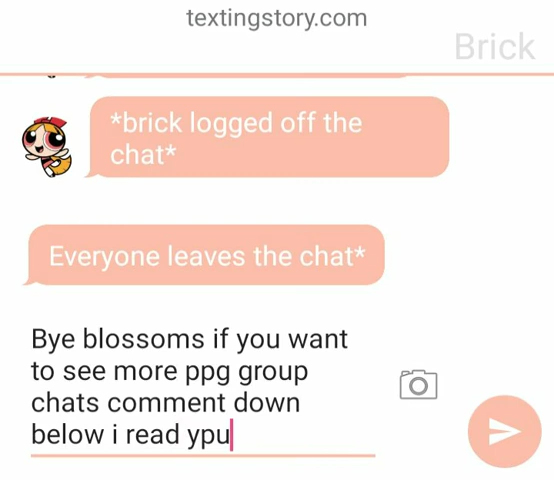 textingstory.com
Brick
*brick logged off the
chat*
Everyone leaves the chat*
Bye blossoms if you want
to see more ppg group
chats comment down
below i read ypu